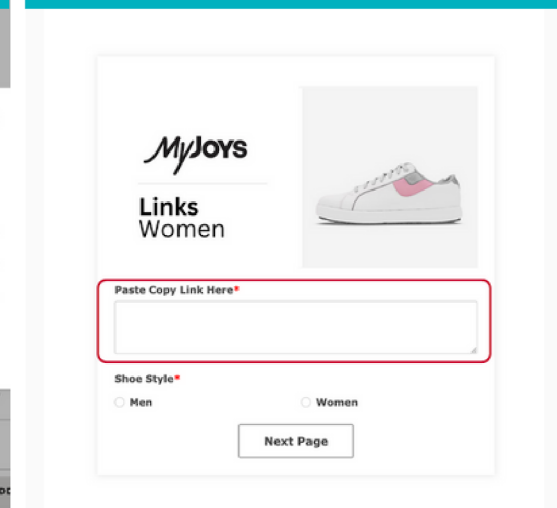 MyJoys
Links
Women
Paste Copy Link Here*
Shoe Style*
Men
Women
Next Page